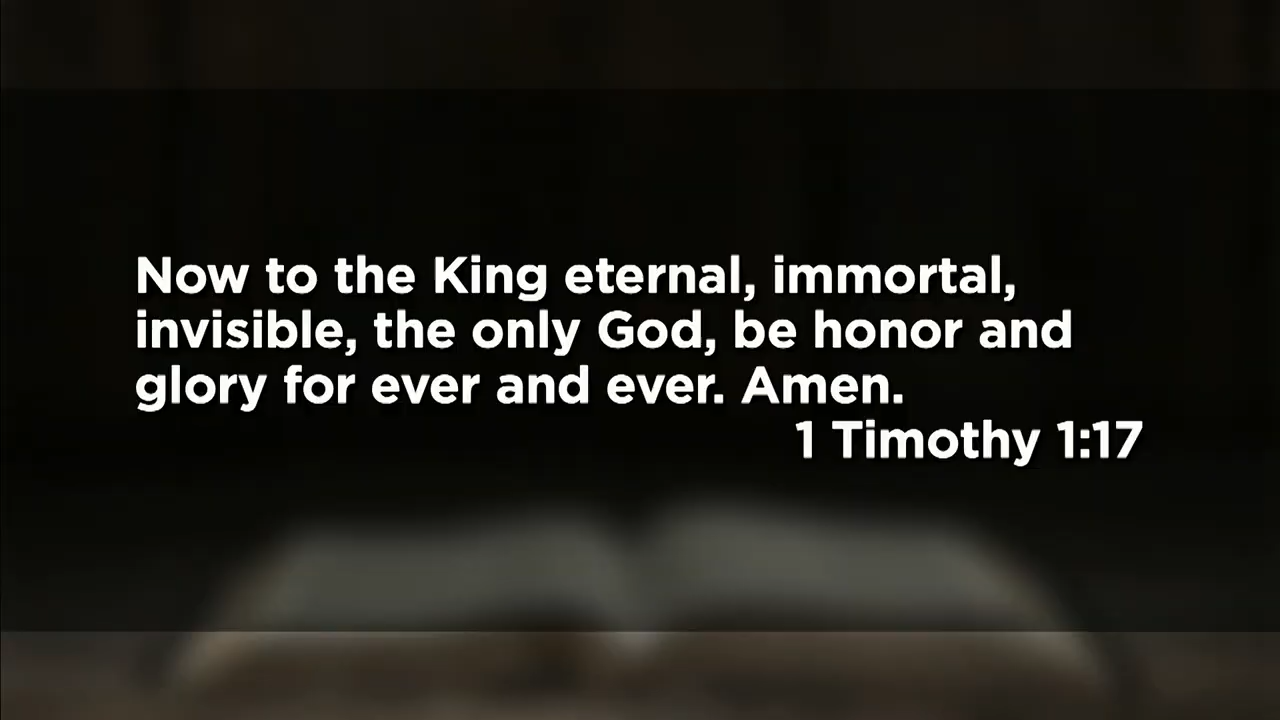 Now to the King eternal, immortal,
invisible, the only God, be honor and
glory for ever and ever. Amen.
1 Timothy 1:17